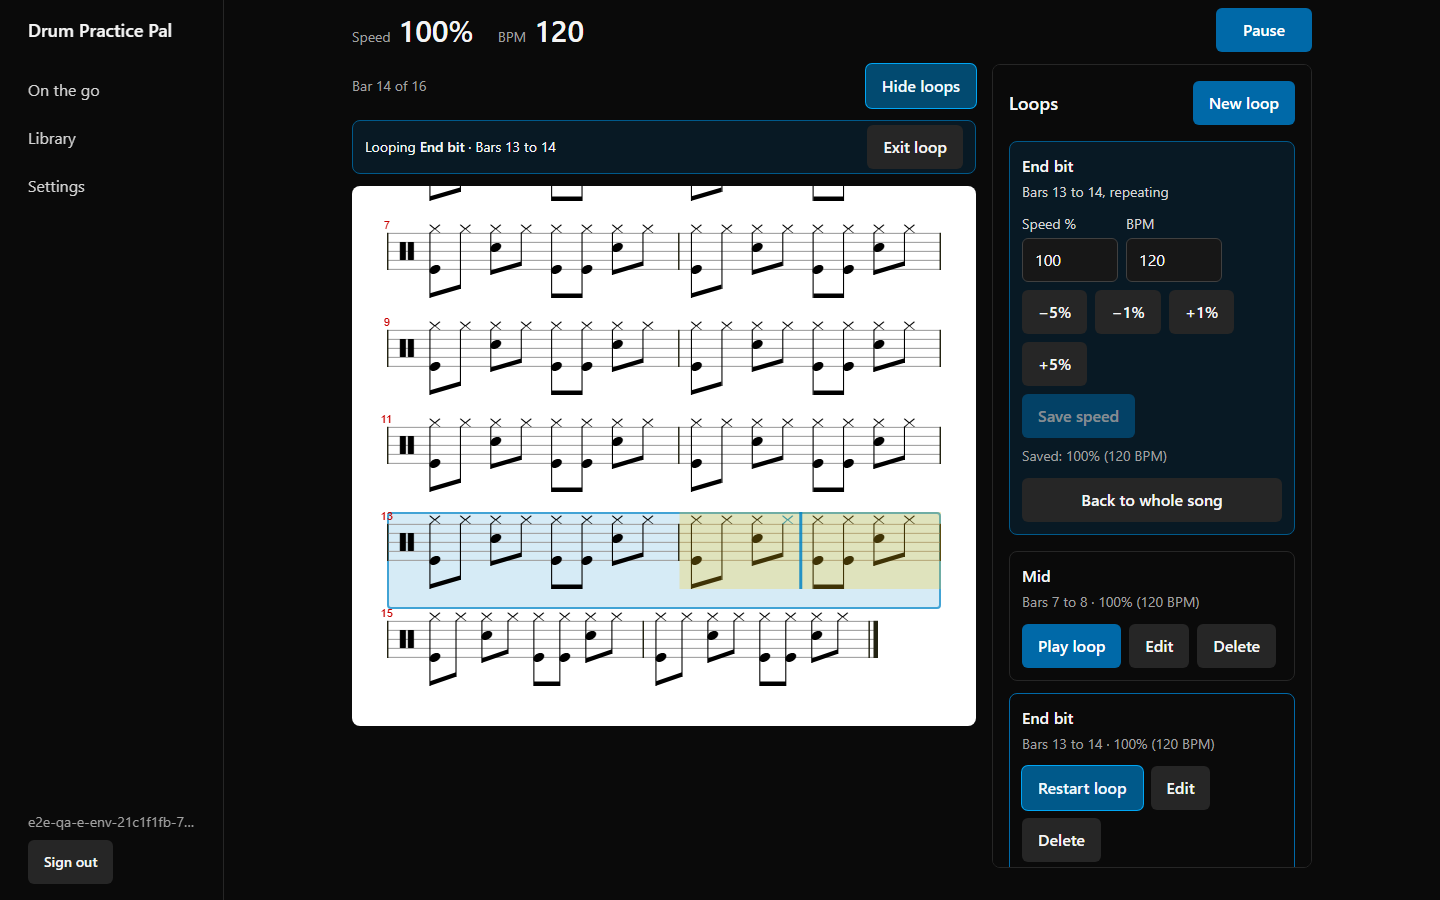 Drum Practice Pal
On the go
Library
Settings
e2e-qa-e-env-21c1f1fb-7...
Sign out
Speed 100% BPM 120
Pause
Bar 14 of 16
Hide loops
Looping End bit · Bars 13 to 14
Exit loop
7
9
11
13
15
Loops
New loop
End bit
Bars 13 to 14, repeating
Speed % BPM
100 120
−5% −1% +1%
+5%
Save speed
Saved: 100% (120 BPM)
Back to whole song
Mid
Bars 7 to 8 · 100% (120 BPM)
Play loop Edit Delete
End bit
Bars 13 to 14 · 100% (120 BPM)
Restart loop Edit
Delete